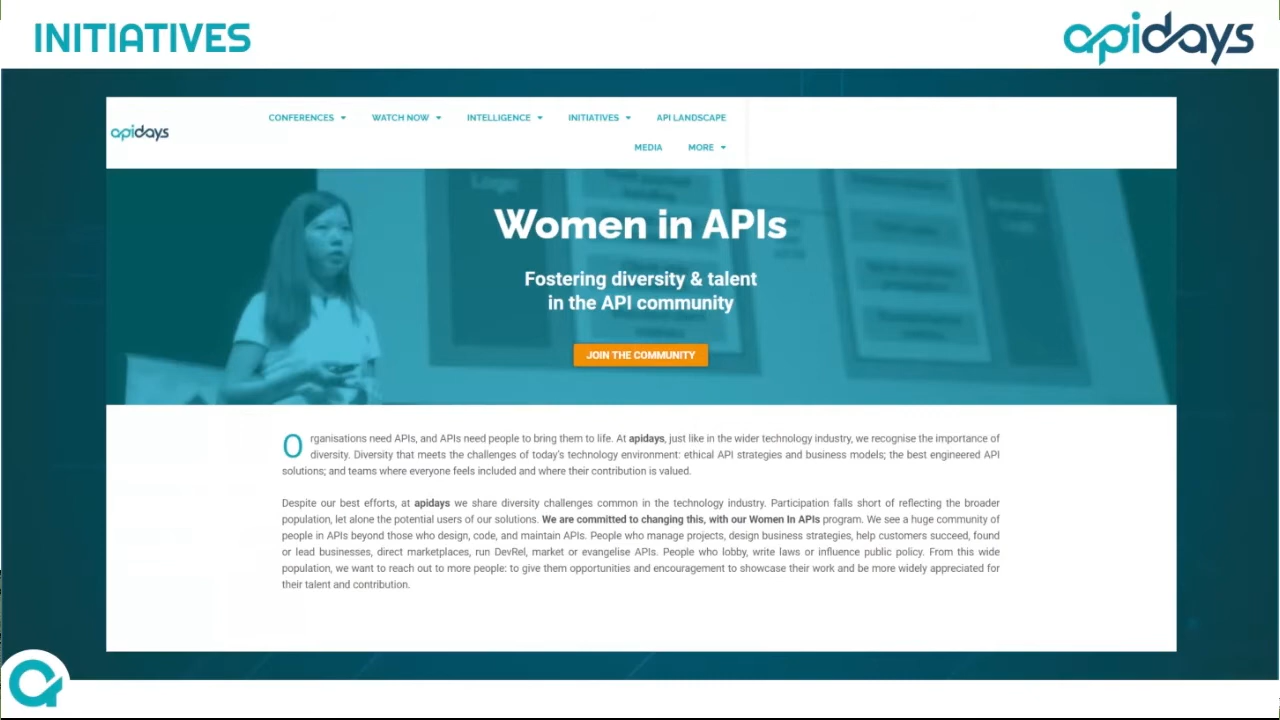 INITIATIVES
apidays
apidays
CONFERENCES
WATCH NOW
INTELLIGENCE
INITIATIVES
API LANDSCAPE
MEDIA
MORE
Women in APIs
Fostering diversity & talent
in the API community
JOIN THE COMMUNITY
Organisations need APIs, and APIs need people to bring them to life. At apidays, just like in the wider technology industry, we recognise the importance of
diversity. Diversity that meets the challenges of today's technology environment: ethical API strategies and business models; the best engineered API
solutions; and teams where everyone feels included and where their contribution is valued.
Despite our best efforts, at apidays we share diversity challenges common in the technology industry. Participation falls short of reflecting the broader
population, let alone the potential users of our solutions. We are committed to changing this, with our Women In APIs program. We see a huge community of
people in APIs beyond those who design, code, and maintain APIs. People who manage projects, design business strategies, help customers succeed, found
or lead businesses, direct marketplaces, run DevRel, market or evangelise APIs. People who lobby, write laws or influence public policy. From this wide
population, we want to reach out to more people: to give them opportunities and encouragement to showcase their work and be more widely appreciated for
their talent and contribution.